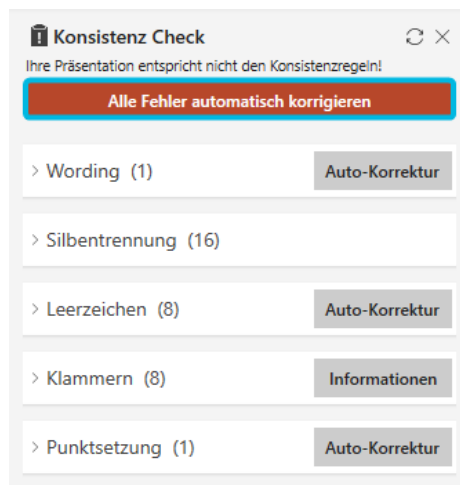 Konsistenz Check
Ihre Präsentation entspricht nicht den Konsistenzregeln!
Alle Fehler automatisch korrigieren
Wording (1) Auto-Korrektur
Silbentrennung (16)
Leerzeichen (8) Auto-Korrektur
Klammern (8) Informationen
Punktsetzung (1) Auto-Korrektur